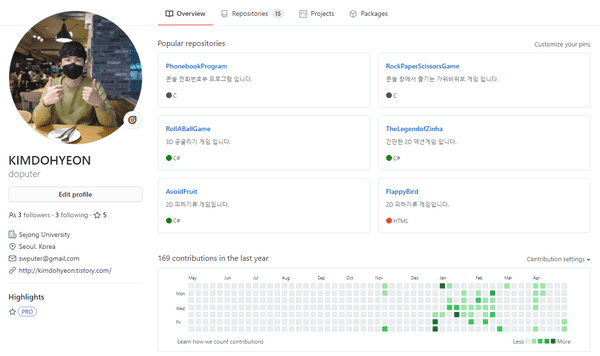 Overview
Repositories 15
Projects
Packages
KIMDOHYEON
doputer
Edit profile
3 followers · 3 following · 5
Sejong University
Seoul, Korea
swputer@gmail.com
http://kimdohyeon.tistory.com/
Highlights
PRO
Popular repositories
Customize your pins
PhonebookProgram
콘솔 전화번호부 프로그램 입니다.
C
RockPaperScissorsGame
콘솔 창에서 즐기는 가위바위보 게임 입니다.
C
RollABallGame
3D 공굴리기 게임 입니다.
C#
TheLegendofZinha
간단한 2D 액션게임 입니다.
C#
AvoidFruit
2D 피하기류 게임입니다.
C#
FlappyBird
2D 피하기류 게임입니다.
HTML
169 contributions in the last year
Contribution settings
May Jun Jul Aug Sep Oct Nov Dec Jan Feb Mar Apr
Mon
Wed
Fri
Learn how we count contributions
Less More